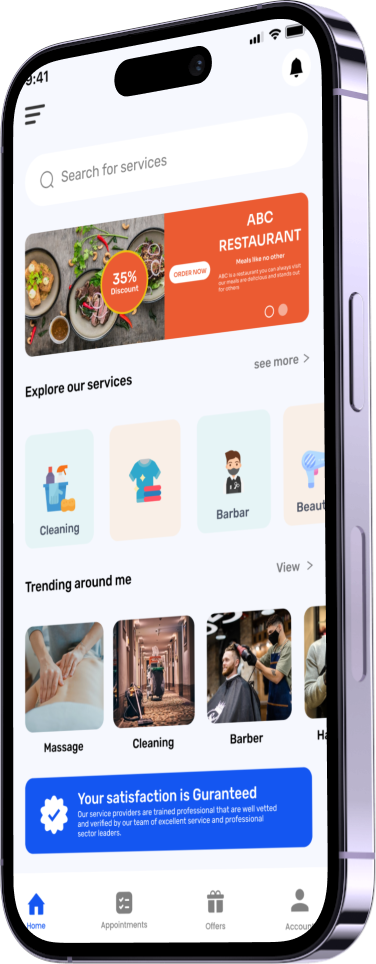 9:41
Search for services
ABC
RESTAURANT
Meals like no other
35%
Discount
ORDER NOW
ABC is a restaurant you can always visit
our meals are delicious and stands out
for others
see more >
Explore our services
Cleaning
Barbar
Beaut
View >
Trending around me
Massage
Cleaning
Barber
Ha
Your satisfaction is Guranteed
Our service providers are trained professional that are well vetted
and verified by our team of excellent service and professional
sector leaders.
Home
Appointments
Offers
Accoun